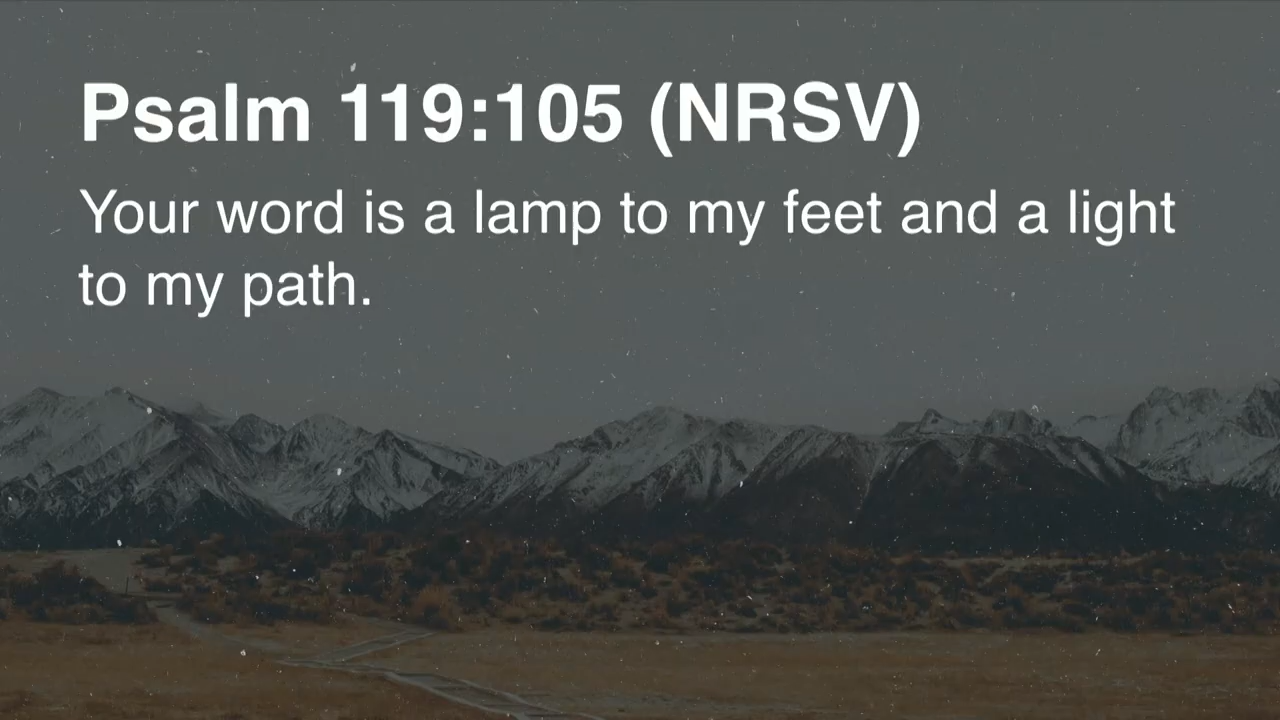 Psalm 119:105 (NRSV)
Your word is a lamp to my feet and a light
to my path.